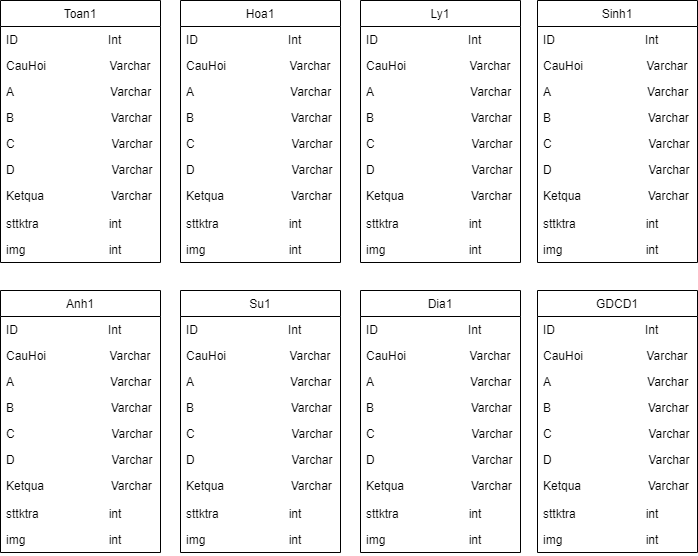 Toan1
ID Int
CauHoi Varchar
A Varchar
B Varchar
C Varchar
D Varchar
Ketqua Varchar
sttktra int
img int
Hoa1
ID Int
CauHoi Varchar
A Varchar
B Varchar
C Varchar
D Varchar
Ketqua Varchar
sttktra int
img int
Ly1
ID Int
CauHoi Varchar
A Varchar
B Varchar
C Varchar
D Varchar
Ketqua Varchar
sttktra int
img int
Sinh1
ID Int
CauHoi Varchar
A Varchar
B Varchar
C Varchar
D Varchar
Ketqua Varchar
sttktra int
img int
Anh1
ID Int
CauHoi Varchar
A Varchar
B Varchar
C Varchar
D Varchar
Ketqua Varchar
sttktra int
img int
Su1
ID Int
CauHoi Varchar
A Varchar
B Varchar
C Varchar
D Varchar
Ketqua Varchar
sttktra int
img int
Dia1
ID Int
CauHoi Varchar
A Varchar
B Varchar
C Varchar
D Varchar
Ketqua Varchar
sttktra int
img int
GDCD1
ID Int
CauHoi Varchar
A Varchar
B Varchar
C Varchar
D Varchar
Ketqua Varchar
sttktra int
img int